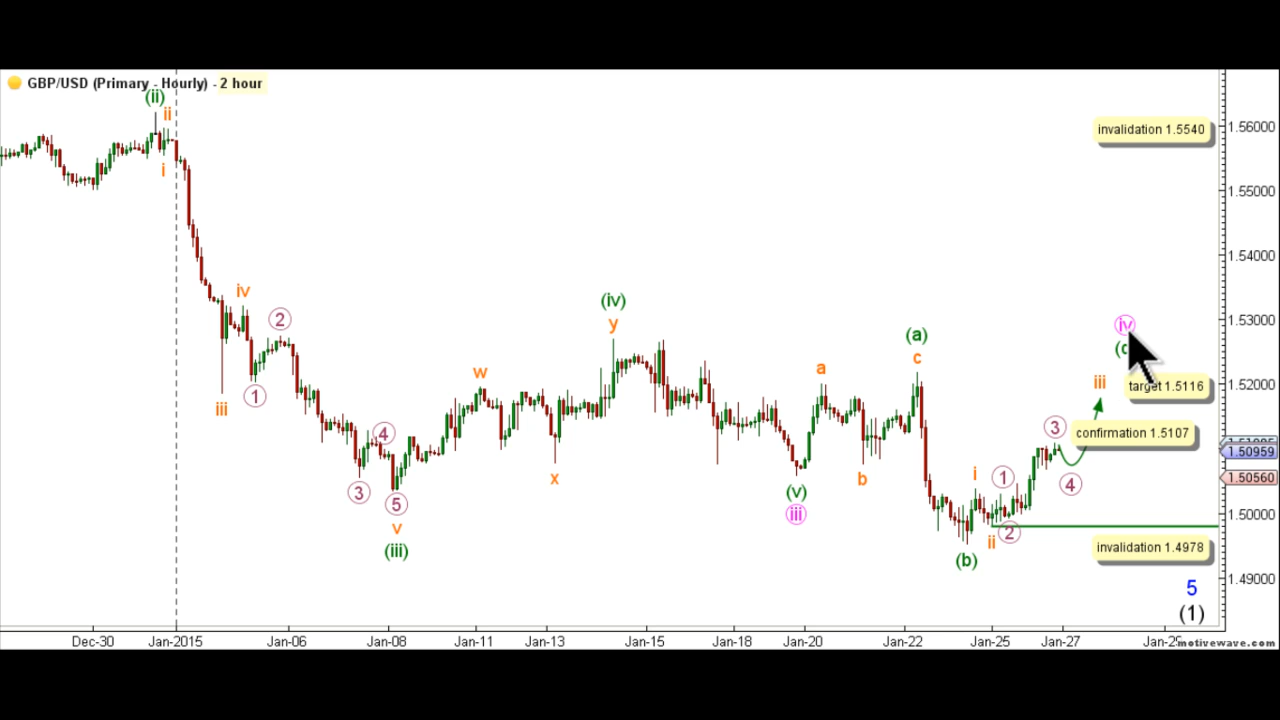 GBP/USD (Primary - Hourly) - 2 hour
(ii)
ii
i
invalidation 1.5540
1.56000
1.55000
1.54000
1.53000
1.52000
1.50959
1.50560
1.50000
1.49000
iv
2
1
iii
4
3
5
v
(iii)
w
x
(iv)
y
(v)
iii
a
b
(a)
c
(b)
i
ii
1
2
3
4
iv
iii
target 1.5116
confirmation 1.5107
invalidation 1.4978
5
(1)
Dec-30 Jan-2015 Jan-06 Jan-08 Jan-11 Jan-13 Jan-15 Jan-18 Jan-20 Jan-22 Jan-25 Jan-27
motivewave.com